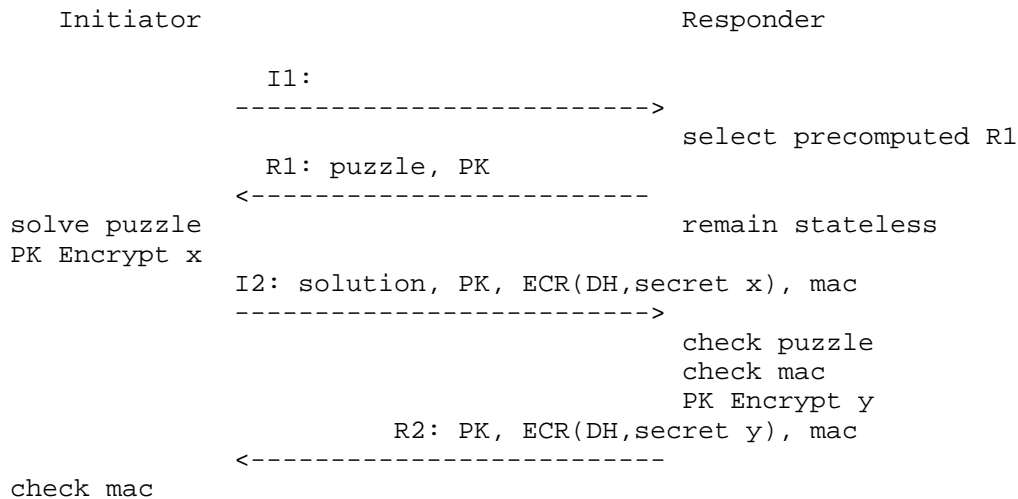 Initiator                              Responder
I1:
-------------------------->
select precomputed R1
R1: puzzle, PK
<-------------------------
solve puzzle                              remain stateless
PK Encrypt x
I2: solution, PK, ECR(DH,secret x), mac
-------------------------->
check puzzle
check mac
PK Encrypt y
R2: PK, ECR(DH,secret y), mac
<--------------------------
check mac